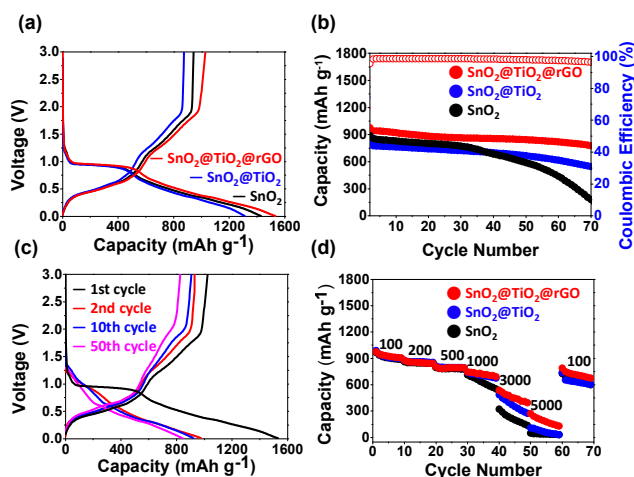 (a)
3.0
2.5
2.0
1.5
1.0
0.5
0.0
Voltage (V)
SnO₂@TiO₂@rGO
SnO₂@TiO₂
SnO₂
0 400 800 1200 1600
Capacity (mAh g-1)
(b)
1800
1500
1200
900
600
300
0
Capacity (mAh g-1)
SnO₂@TiO₂@rGO
SnO₂@TiO₂
SnO₂
100
80
60
40
20
0
Coulombic Efficiency (%)
0 10 20 30 40 50 60 70
Cycle Number
(c)
3.0
2.5
2.0
1.5
1.0
0.5
0.0
Voltage (V)
1st cycle
2nd cycle
10th cycle
50th cycle
0 400 800 1200 1600
Capacity (mAh g-1)
(d)
1800
1500
1200
900
600
300
0
Capacity (mAh g-1)
SnO₂@TiO₂@rGO
SnO₂@TiO₂
SnO₂
100 200 500 1000 3000 5000 100
0 10 20 30 40 50 60 70
Cycle Number